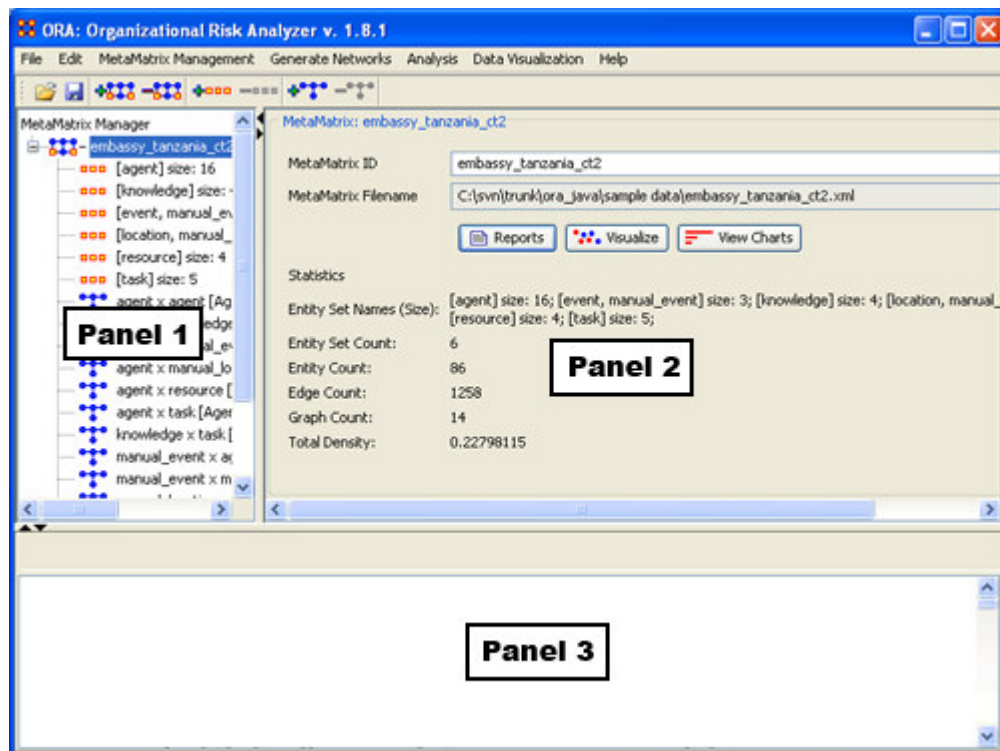 ORA: Organizational Risk Analyzer v. 1.8.1
File Edit MetaMatrix Management Generate Networks Analysis Data Visualization Help
MetaMatrix Manager
embassy_tanzania_ct2
[agent] size: 16
[knowledge] size:
[event, manual_ev
[location, manual_
[resource] size: 4
[task] size: 5
agent x agent [Ag
Panel 1
agent x manual_lo
agent x resource [
agent x task [Agen
knowledge x task [
manual_event x ag
manual_event x m
MetaMatrix: embassy_tanzania_ct2
MetaMatrix ID embassy_tanzania_ct2
MetaMatrix Filename C:\svn\trunk\ora_java\sample data\embassy_tanzania_ct2.xml
Reports Visualize View Charts
Statistics
Entity Set Names (Size): [agent] size: 16; [event, manual_event] size: 3; [knowledge] size: 4; [location, manual_
[resource] size: 4; [task] size: 5;
Entity Set Count: 6
Entity Count: 86
Edge Count: 1258
Graph Count: 14
Total Density: 0.22798115
Panel 2
Panel 3